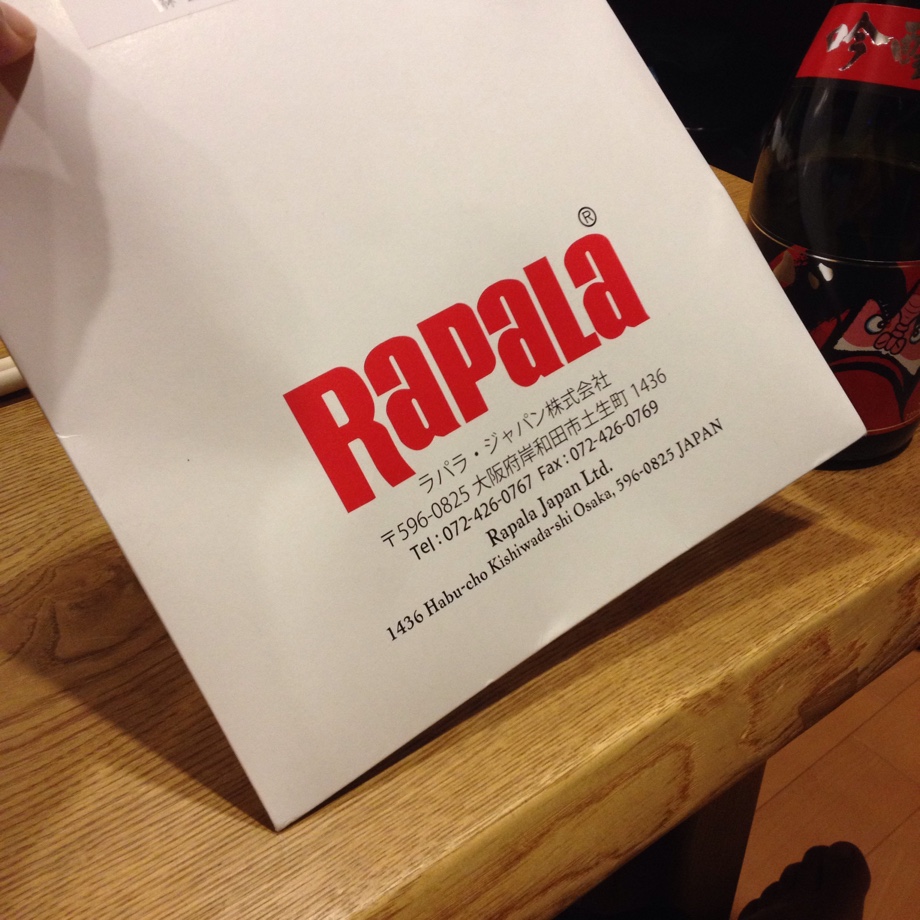 RAPALA®
ラパラ・ジャパン株式会社
〒596-0825 大阪府岸和田市土生町 1436
Tel : 072-426-0767 Fax : 072-426-0769
Rapala Japan Ltd.
1436 Habu-cho Kishiwada-shi Osaka, 596-0825 JAPAN
吟